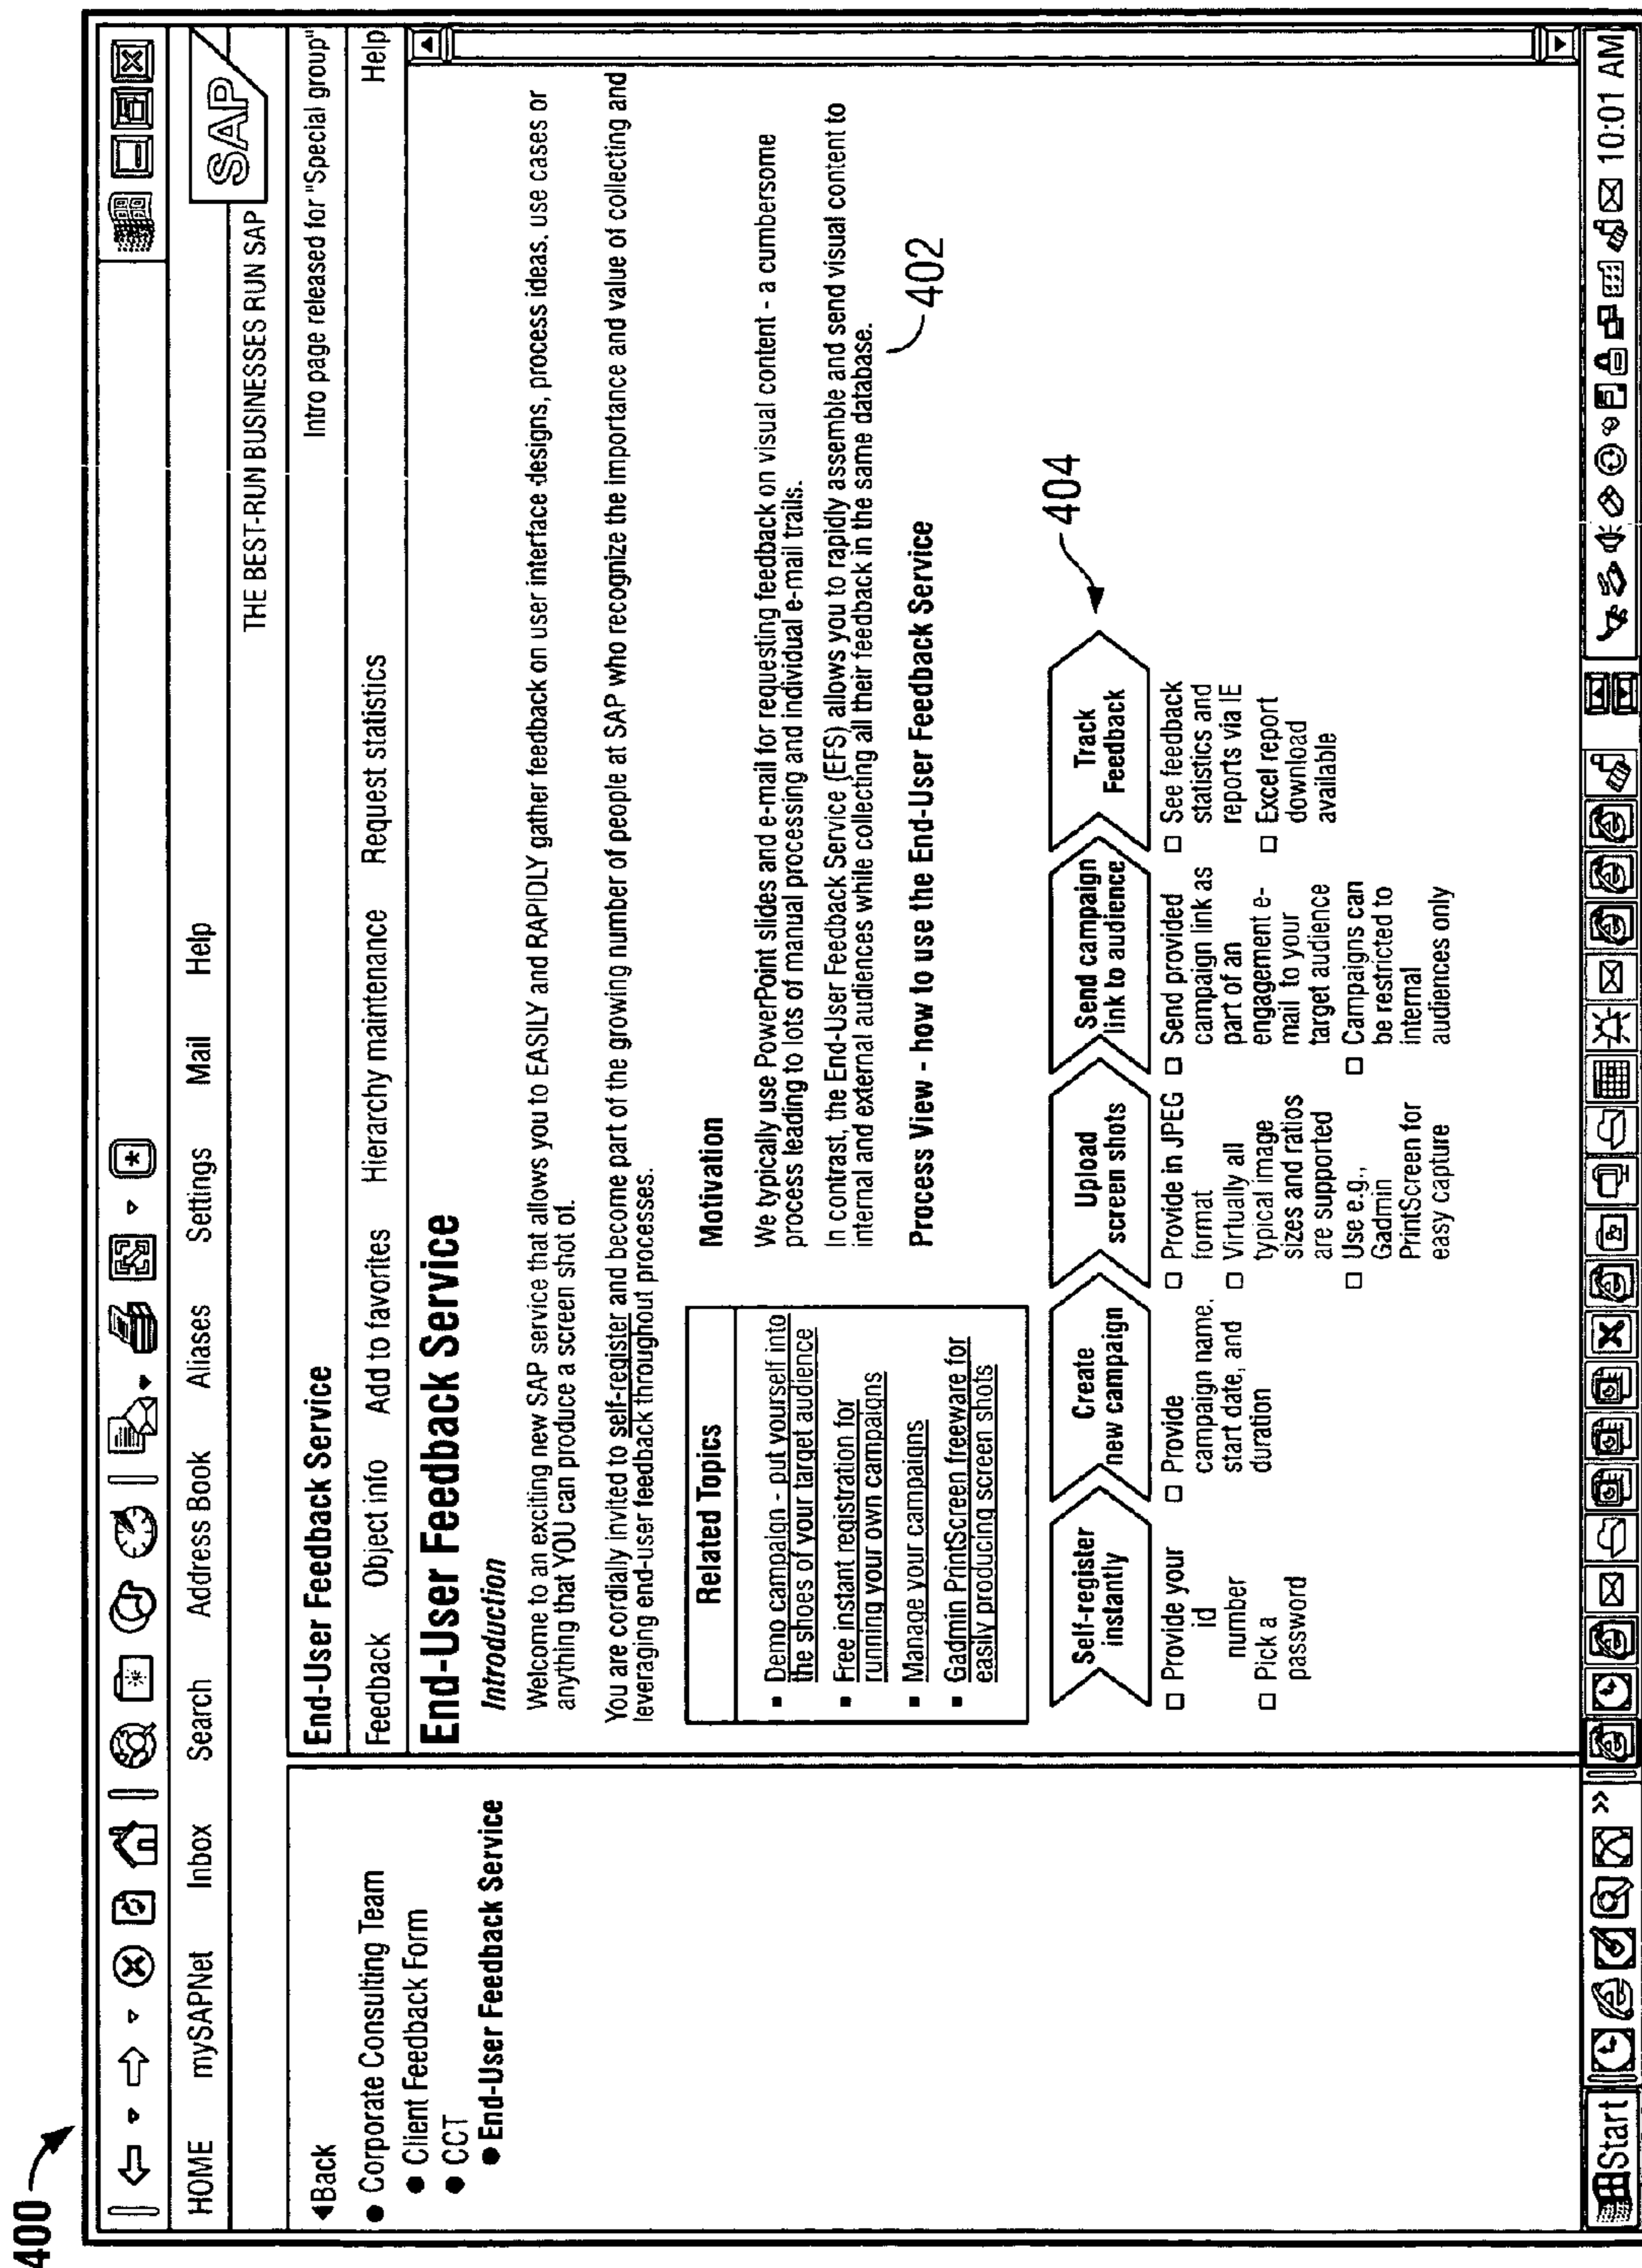 400
HOME mySAPNet Inbox Search Address Book Aliases Settings Mail Help
SAP
THE BEST-RUN BUSINESSES RUN SAP
◄Back
● Corporate Consulting Team
● Client Feedback Form
● CCT
● End-User Feedback Service
End-User Feedback Service Intro page released for "Special group"
Feedback Object info Add to favorites Hierarchy maintenance Request statistics Help
End-User Feedback Service
Introduction
Welcome to an exciting new SAP service that allows you to EASILY and RAPIDLY gather feedback on user interface designs, process ideas, use cases or
anything that YOU can produce a screen shot of.
You are cordially invited to self-register and become part of the growing number of people at SAP who recognize the importance and value of collecting and
leveraging end-user feedback throughout processes.
Related Topics
▪ Demo campaign - put yourself into
the shoes of your target audience
▪ Free instant registration for
running your own campaigns
▪ Manage your campaigns
▪ Gadmin PrintScreen freeware for
easily producing screen shots
Motivation
We typically use PowerPoint slides and e-mail for requesting feedback on visual content - a cumbersome
process leading to lots of manual processing and individual e-mail trails.
In contrast, the End-User Feedback Service (EFS) allows you to rapidly assemble and send visual content to
internal and external audiences while collecting all their feedback in the same database.
402
Process View - how to use the End-User Feedback Service
404
Self-register
instantly
□ Provide your
id
number
□ Pick a
password
Create
new campaign
□ Provide
campaign name,
start date, and
duration
Upload
screen shots
□ Provide in JPEG
format
□ Virtually all
typical image
sizes and ratios
are supported
□ Use e.g.,
Gadmin
PrintScreen for
easy capture
Send campaign
link to audience
□ Send provided
campaign link as
part of an
engagement e-
mail to your
target audience
□ Campaigns can
be restricted to
internal
audiences only
Track
Feedback
□ See feedback
statistics and
reports via IE
□ Excel report
download
available
Start » 10:01 AM